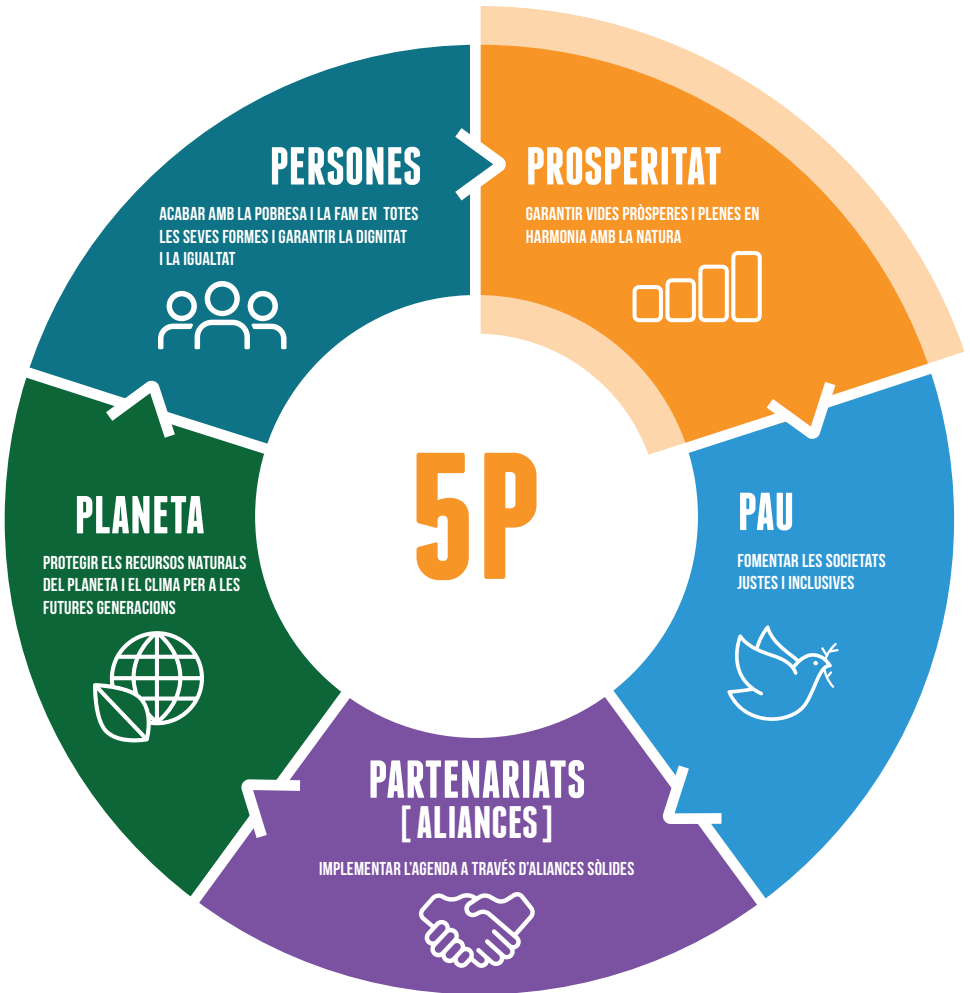 PERSONES
ACABAR AMB LA POBRESA I LA FAM EN TOTES
LES SEVES FORMES I GARANTIR LA DIGNITAT
I LA IGUALTAT
PROSPERITAT
GARANTIR VIDES PRÒSPERES I PLENES EN
HARMONIA AMB LA NATURA
PAU
FOMENTAR LES SOCIETATS
JUSTES I INCLUSIVES
PARTENARIATS
[ALIANCES]
IMPLEMENTAR L'AGENDA A TRAVÉS D'ALIANCES SÒLIDES
PLANETA
PROTEGIR ELS RECURSOS NATURALS
DEL PLANETA I EL CLIMA PER A LES
FUTURES GENERACIONS
5P